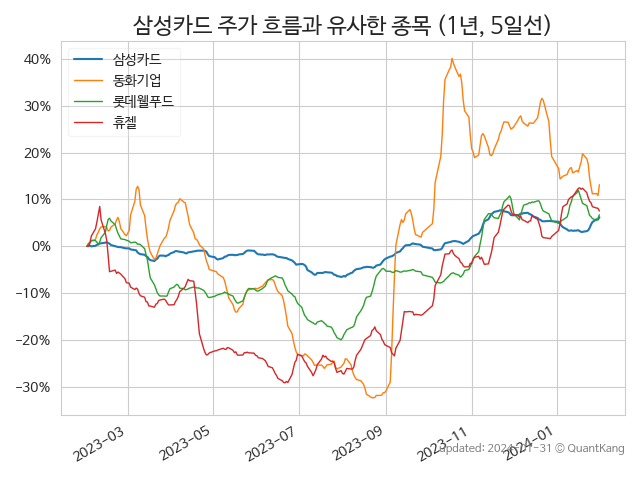 삼성카드 주가 흐름과 유사한 종목 (1년, 5일선)
40%
30%
20%
10%
0%
−10%
−20%
−30%
삼성카드
동화기업
롯데웰푸드
휴젤
2023-03
2023-05
2023-07
2023-09
2023-11
2024-01
updated: 2024-01-31 © QuantKang